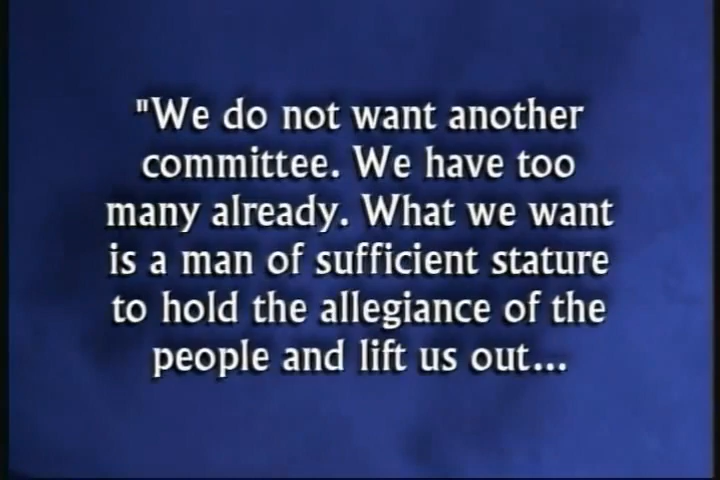 "We do not want another
committee. We have too
many already. What we want
is a man of sufficient stature
to hold the allegiance of the
people and lift us out...